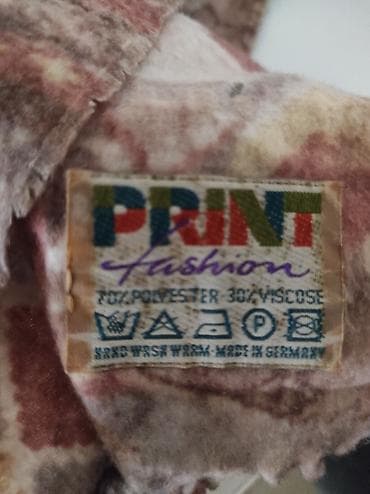 PRINT
fashion
70% POLYESTER-30% VISCOSE
P
HAND WASH WARM-MADE IN GERMANY